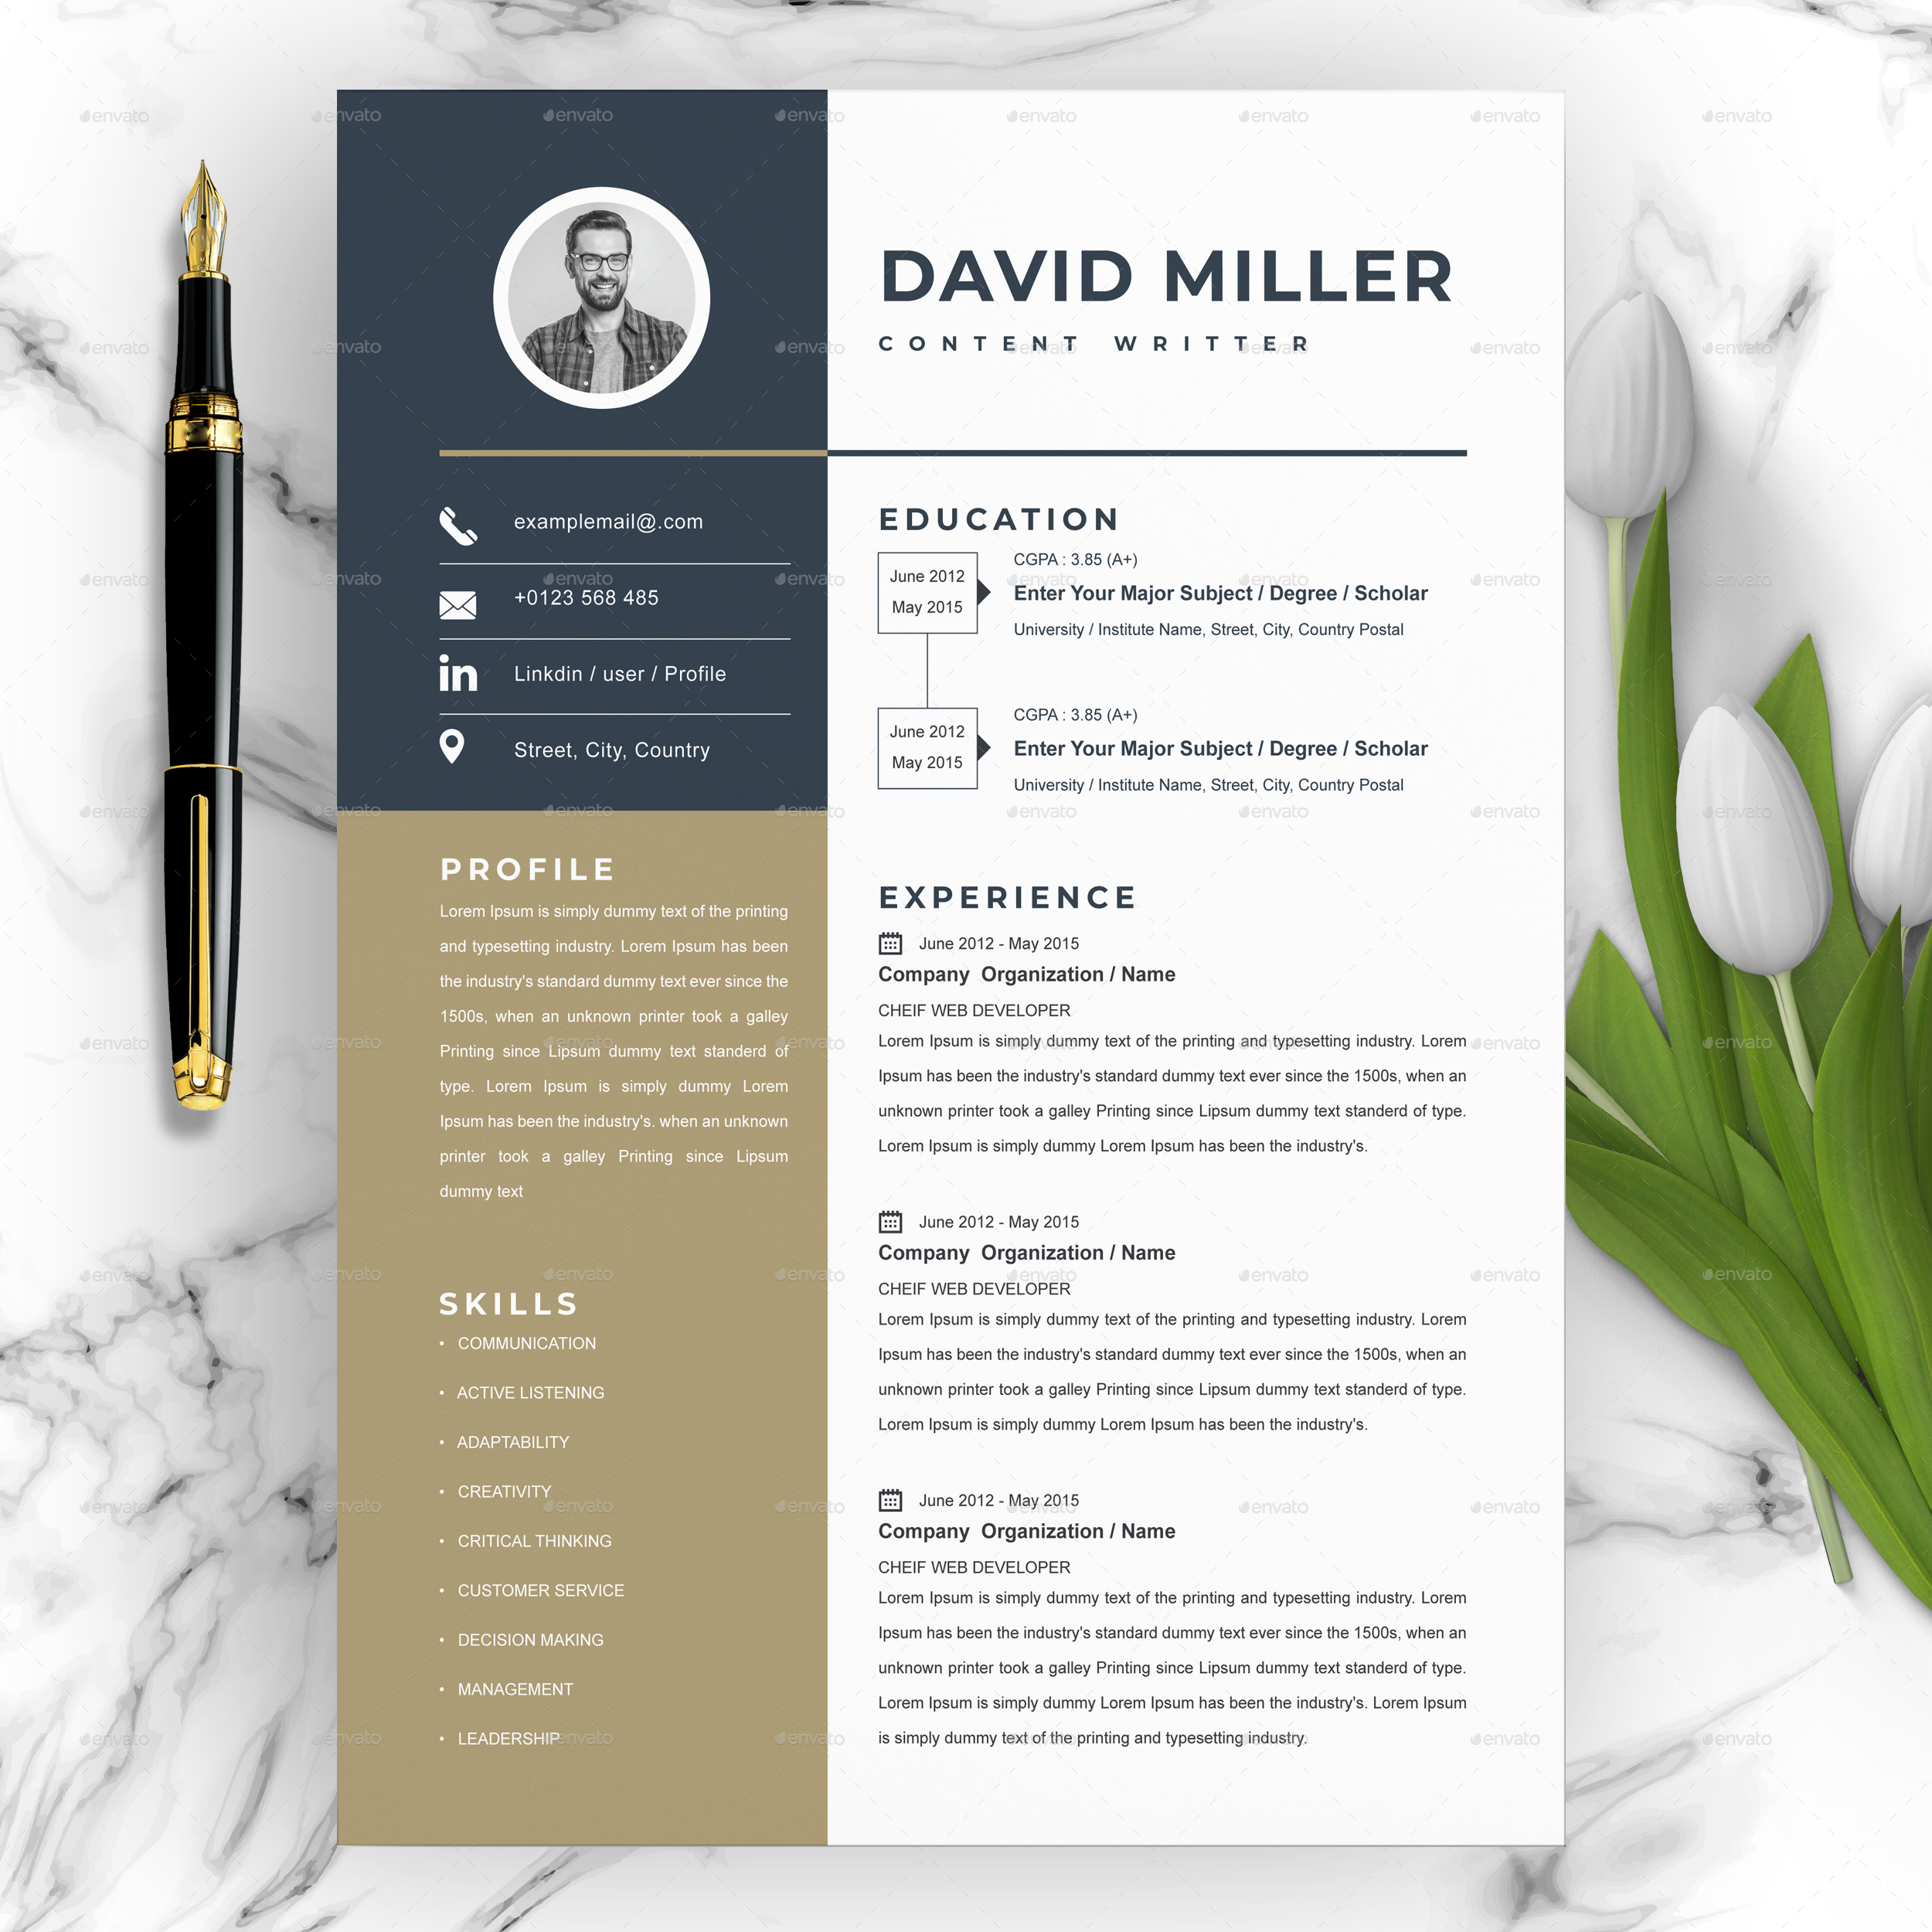 DAVID MILLER
CONTENT WRITTER
examplemail@.com
+0123 568 485
in Linkdin / user / Profile
Street, City, Country
PROFILE
Lorem Ipsum is simply dummy text of the printing
and typesetting industry. Lorem Ipsum has been
the industry's standard dummy text ever since the
1500s, when an unknown printer took a galley
Printing since Lipsum dummy text standerd of
type. Lorem Ipsum is simply dummy Lorem
Ipsum has been the industry's. when an unknown
printer took a galley Printing since Lipsum
dummy text
SKILLS
• COMMUNICATION
• ACTIVE LISTENING
• ADAPTABILITY
• CREATIVITY
• CRITICAL THINKING
• CUSTOMER SERVICE
• DECISION MAKING
• MANAGEMENT
• LEADERSHIP
EDUCATION
June 2012
May 2015
CGPA : 3.85 (A+)
Enter Your Major Subject / Degree / Scholar
University / Institute Name, Street, City, Country Postal
June 2012
May 2015
CGPA : 3.85 (A+)
Enter Your Major Subject / Degree / Scholar
University / Institute Name, Street, City, Country Postal
EXPERIENCE
June 2012 - May 2015
Company  Organization / Name
CHEIF WEB DEVELOPER
Lorem Ipsum is simply dummy text of the printing and typesetting industry. Lorem
Ipsum has been the industry's standard dummy text ever since the 1500s, when an
unknown printer took a galley Printing since Lipsum dummy text standerd of type.
Lorem Ipsum is simply dummy Lorem Ipsum has been the industry's.
June 2012 - May 2015
Company  Organization / Name
CHEIF WEB DEVELOPER
Lorem Ipsum is simply dummy text of the printing and typesetting industry. Lorem
Ipsum has been the industry's standard dummy text ever since the 1500s, when an
unknown printer took a galley Printing since Lipsum dummy text standerd of type.
Lorem Ipsum is simply dummy Lorem Ipsum has been the industry's.
June 2012 - May 2015
Company  Organization / Name
CHEIF WEB DEVELOPER
Lorem Ipsum is simply dummy text of the printing and typesetting industry. Lorem
Ipsum has been the industry's standard dummy text ever since the 1500s, when an
unknown printer took a galley Printing since Lipsum dummy text standerd of type.
Lorem Ipsum is simply dummy Lorem Ipsum has been the industry's. Lorem Ipsum
is simply dummy text of the printing and typesetting industry.
envato